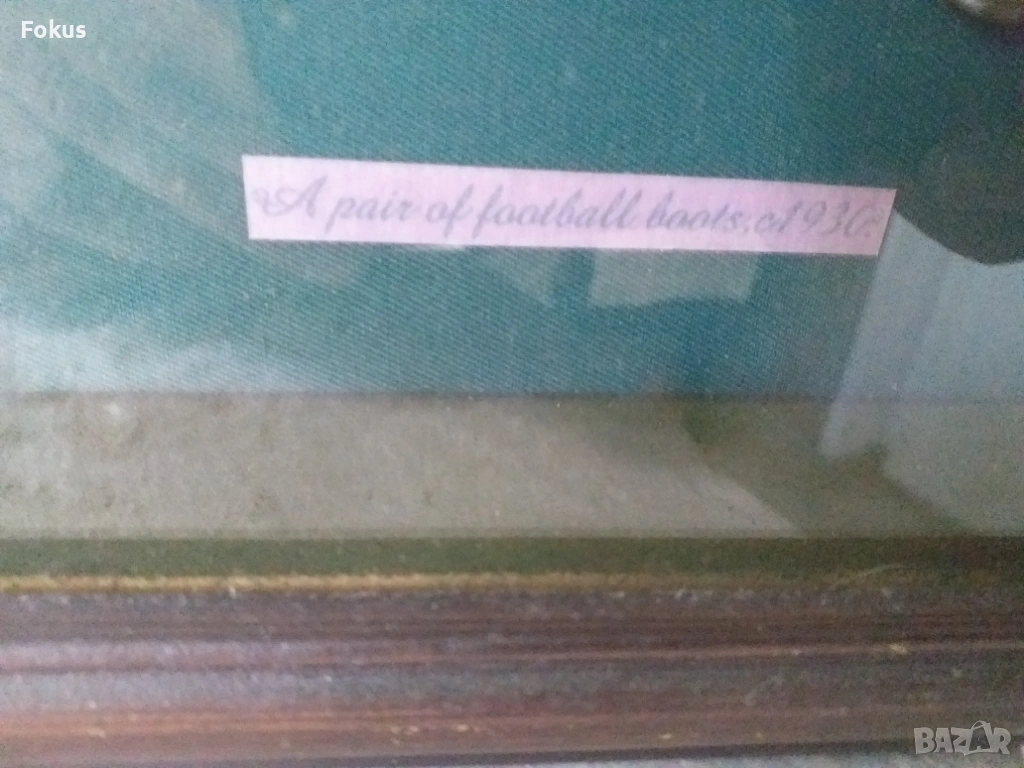 Fokus
A pair of football boots, c1930.
BAZAR